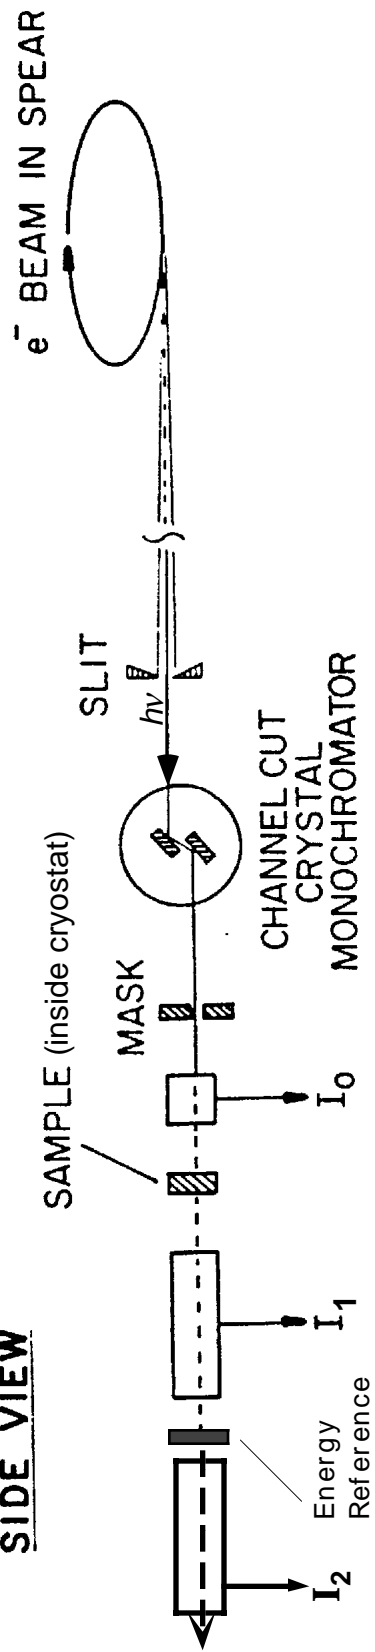 SIDE VIEW
e⁻ BEAM IN SPEAR
SLIT
hν
CHANNEL CUT
CRYSTAL
MONOCHROMATOR
MASK
SAMPLE (inside cryostat)
I₀
I₁
Energy
Reference
I₂